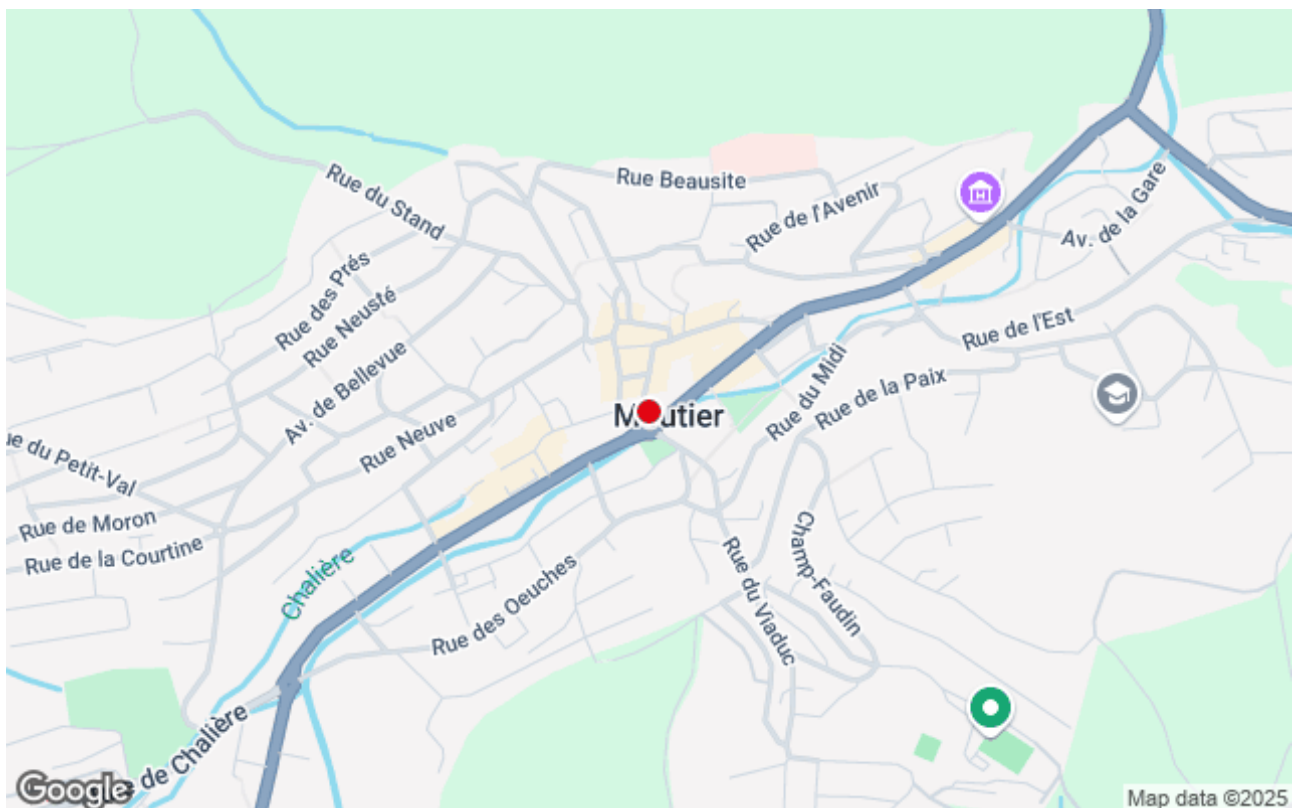 Rue Beausite
Rue du Stand
Rue de l'Avenir
Av. de la Gare
Rue des Prés
Rue Neusté
Rue de l'Est
Av. de Bellevue
Rue du Midi
Rue de la Paix
Moutier
Rue Neuve
ue du Petit-Val
Rue de Moron
Rue de la Courtine
Chalière
Champ-Faudin
Rue du Viaduc
Rue des Oeuches
de Chalière
Google
Map data ©2025